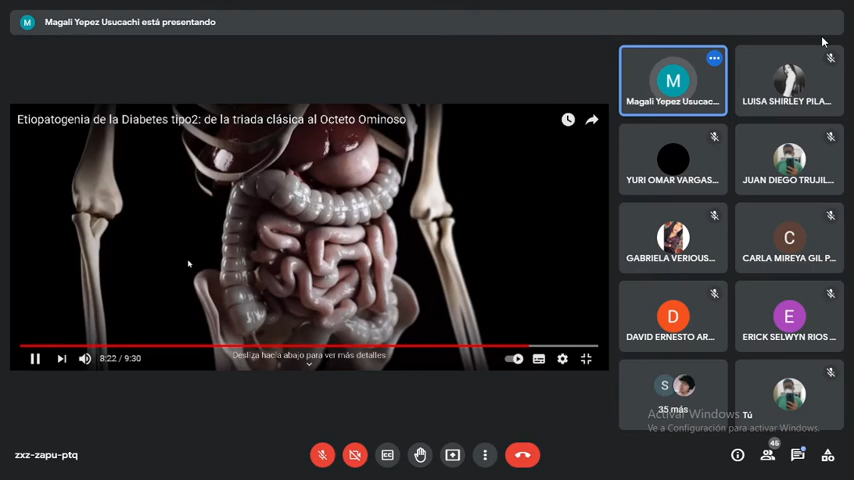 M Magali Yepez Usucachi está presentando
Etiopatogenia de la Diabetes tipo2: de la triada clásica al Octeto Ominoso
8:22 / 9:30
Desliza hacia abajo para ver más detalles
M
Magali Yepez Usucac...
LUISA SHIRLEY PILA...
YURI OMAR VARGAS...
JUAN DIEGO TRUJIL...
GABRIELA VERIOUS...
C
CARLA MIREYA GIL P...
D
DAVID ERNESTO AR...
E
ERICK SELWYN RIOS ...
S
35 más
Tú
Activar Windows
Ve a Configuración para activar Windows.
zxz-zapu-ptq
CC
45